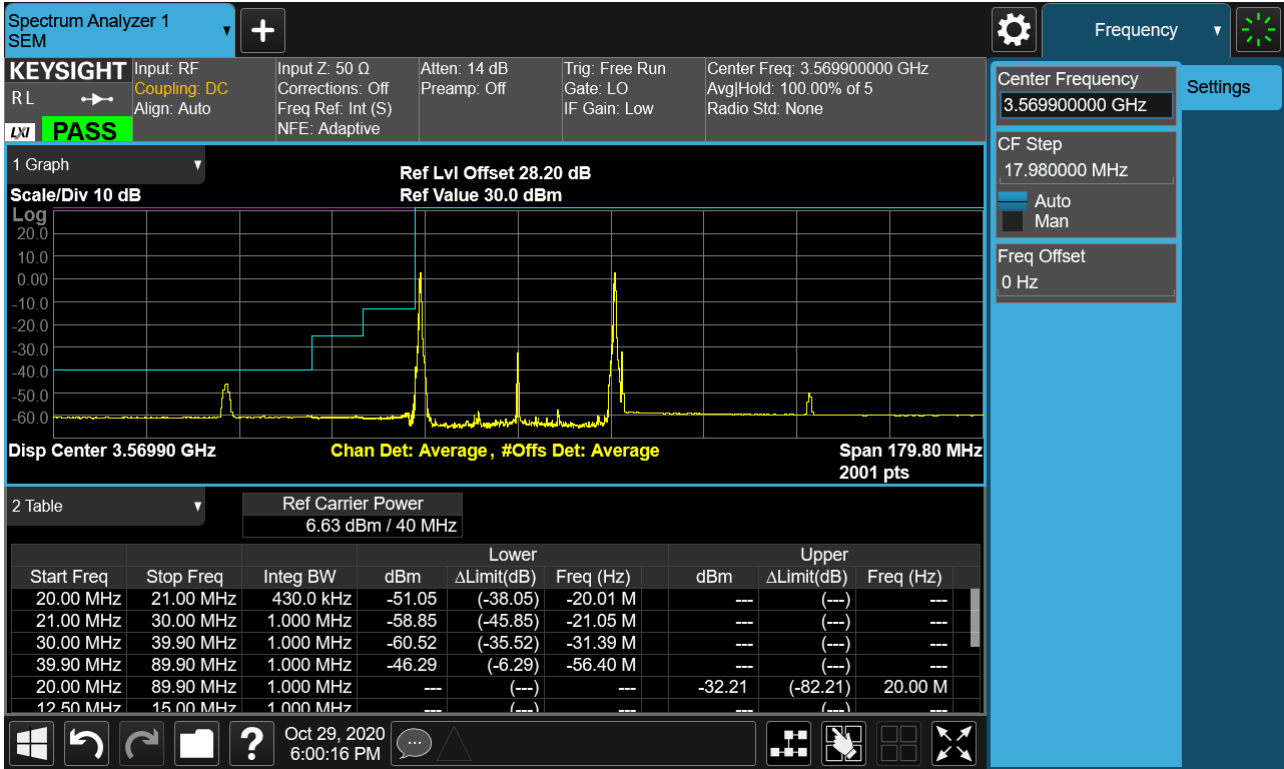 Spectrum Analyzer 1
SEM
Frequency
KEYSIGHT
R L
LXI
PASS
Input: RF
Coupling: DC
Align: Auto
Input Z: 50 Ω
Corrections: Off
Freq Ref: Int (S)
NFE: Adaptive
Atten: 14 dB
Preamp: Off
Trig: Free Run
Gate: LO
IF Gain: Low
Center Freq: 3.569900000 GHz
Avg|Hold: 100.00% of 5
Radio Std: None
Center Frequency
3.569900000 GHz
Settings
CF Step
17.980000 MHz
Auto
Man
Freq Offset
0 Hz
1 Graph
Ref Lvl Offset 28.20 dB
Scale/Div 10 dB
Ref Value 30.0 dBm
Log
20.0
10.0
0.00
-10.0
-20.0
-30.0
-40.0
-50.0
-60.0
Disp Center 3.56990 GHz
Chan Det: Average , #Offs Det: Average
Span 179.80 MHz
2001 pts
2 Table
Ref Carrier Power
6.63 dBm / 40 MHz
Lower Upper
Start Freq Stop Freq Integ BW dBm ΔLimit(dB) Freq (Hz) dBm ΔLimit(dB) Freq (Hz)
20.00 MHz 21.00 MHz 430.0 kHz -51.05 (-38.05) -20.01 M --- (---) ---
21.00 MHz 30.00 MHz 1.000 MHz -58.85 (-45.85) -21.05 M --- (---) ---
30.00 MHz 39.90 MHz 1.000 MHz -60.52 (-35.52) -31.39 M --- (---) ---
39.90 MHz 89.90 MHz 1.000 MHz -46.29 (-6.29) -56.40 M --- (---) ---
20.00 MHz 89.90 MHz 1.000 MHz --- (---) --- -32.21 (-82.21) 20.00 M
12.50 MHz 15.00 MHz 1.000 MHz --- (---) --- --- (---) ---
?
Oct 29, 2020
6:00:16 PM